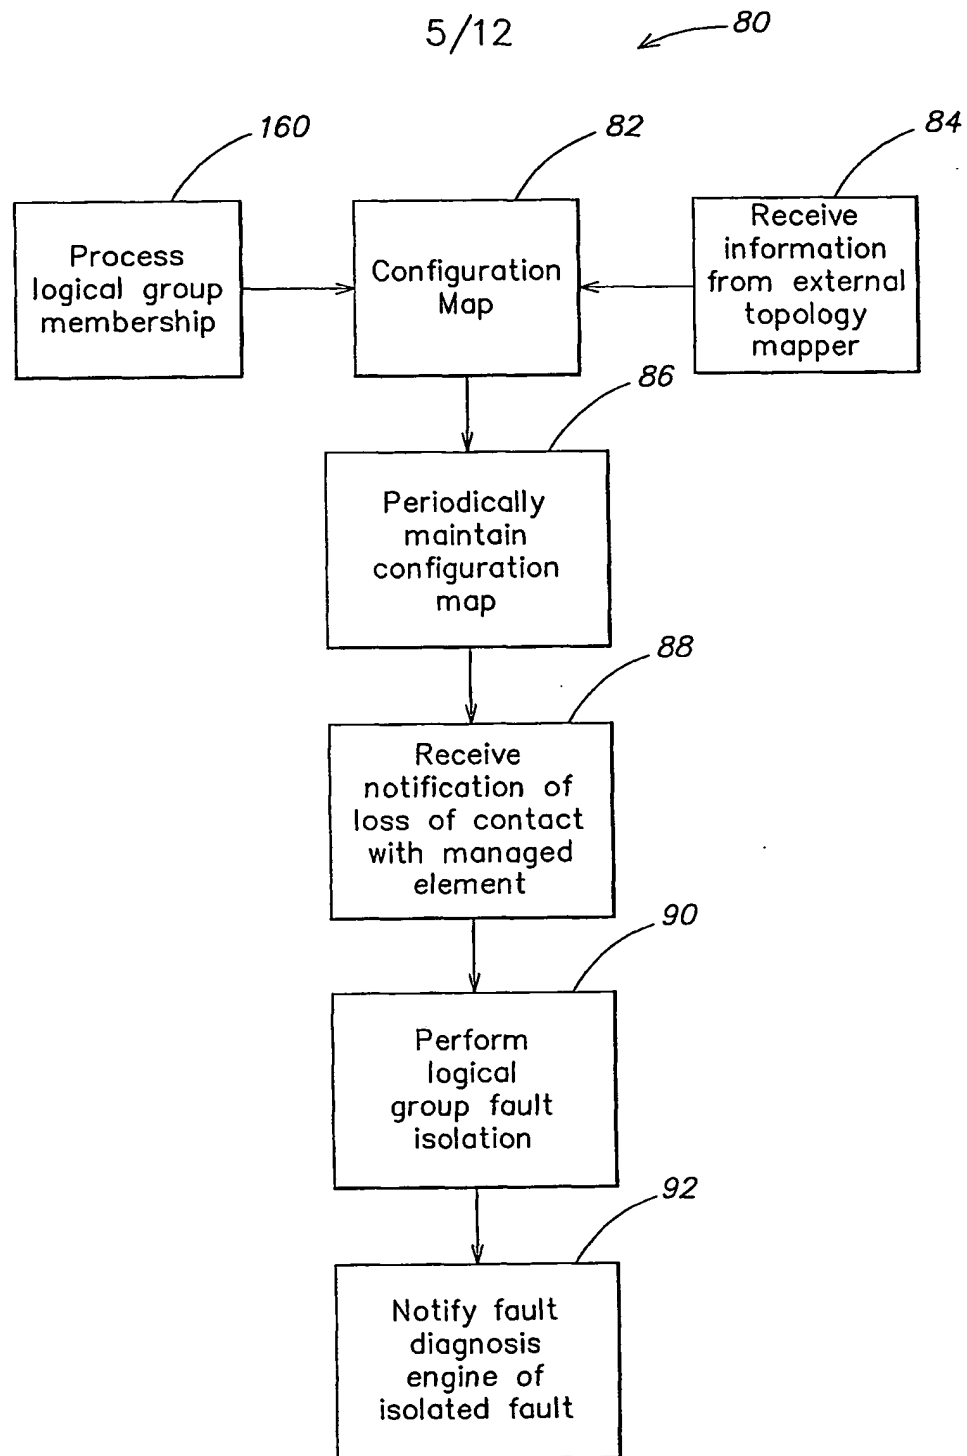 5/12
80
160
82
84
Process
logical group
membership
Configuration
Map
Receive
information
from external
topology
mapper
86
Periodically
maintain
configuration
map
88
Receive
notification of
loss of contact
with managed
element
90
Perform
logical
group fault
isolation
92
Notify fault
diagnosis
engine of
isolated fault